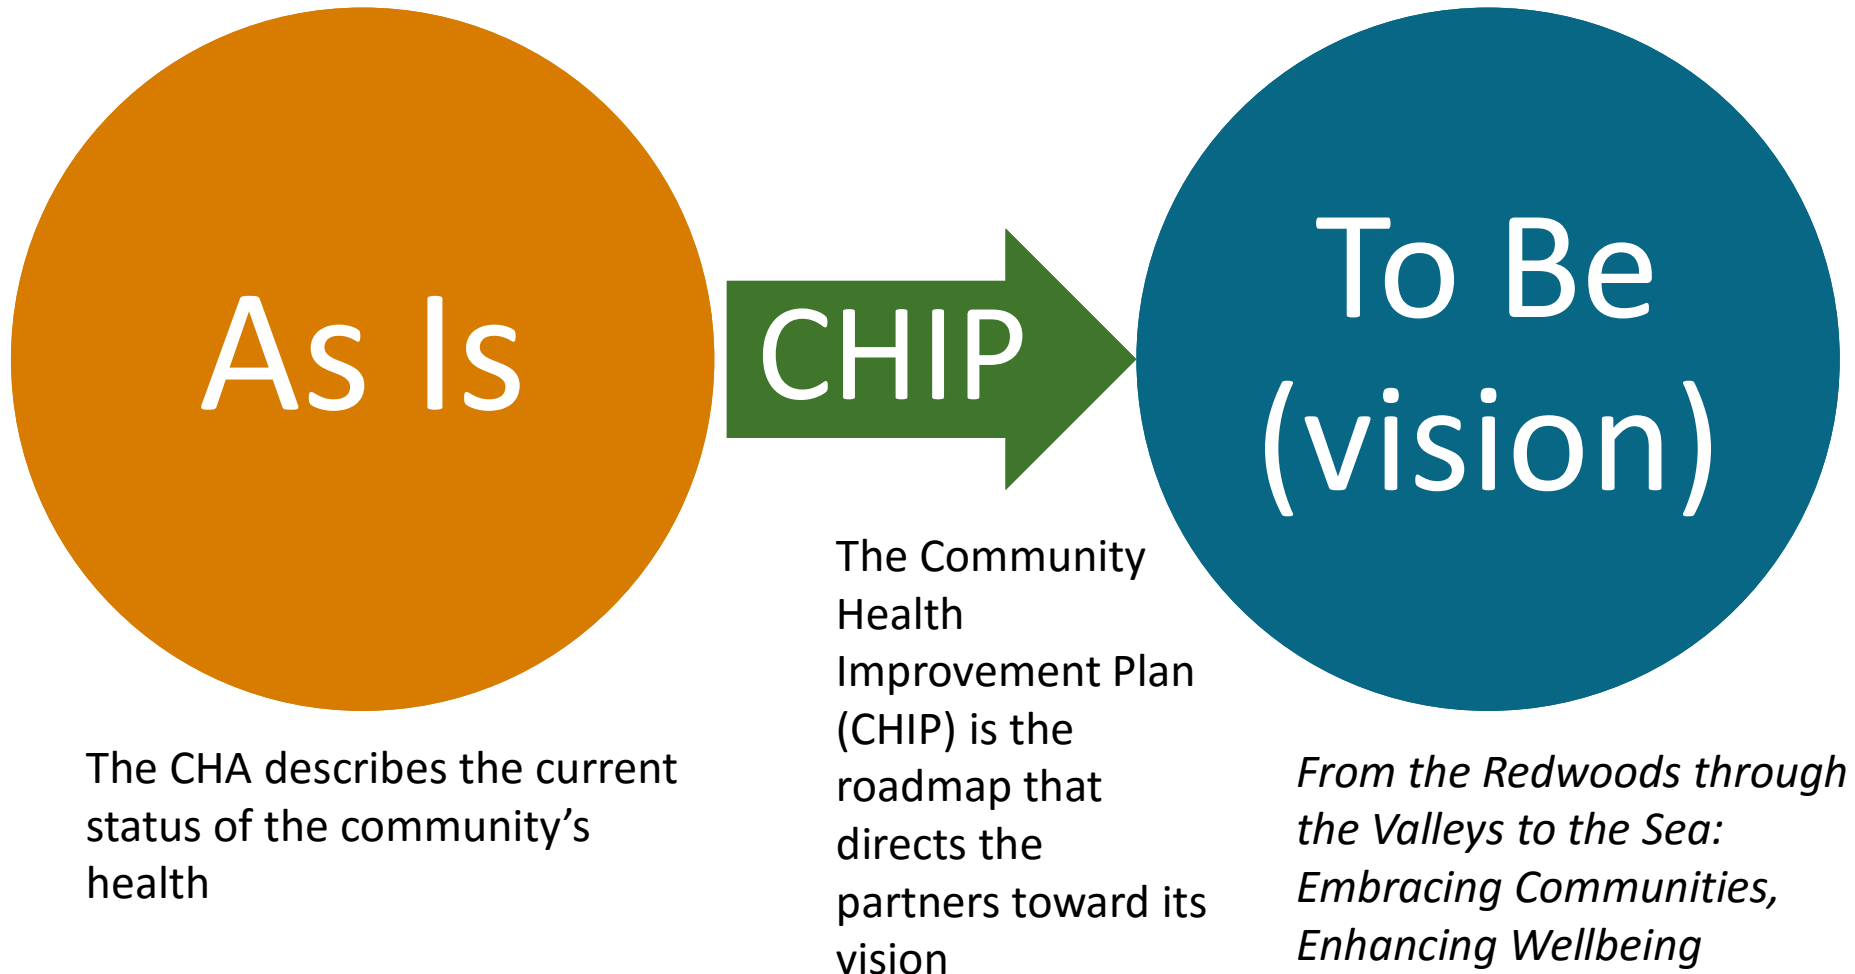 As Is
CHIP
To Be
(vision)
The CHA describes the current
status of the community’s
health
The Community
Health
Improvement Plan
(CHIP) is the
roadmap that
directs the
partners toward its
vision
From the Redwoods through
the Valleys to the Sea:
Embracing Communities,
Enhancing Wellbeing